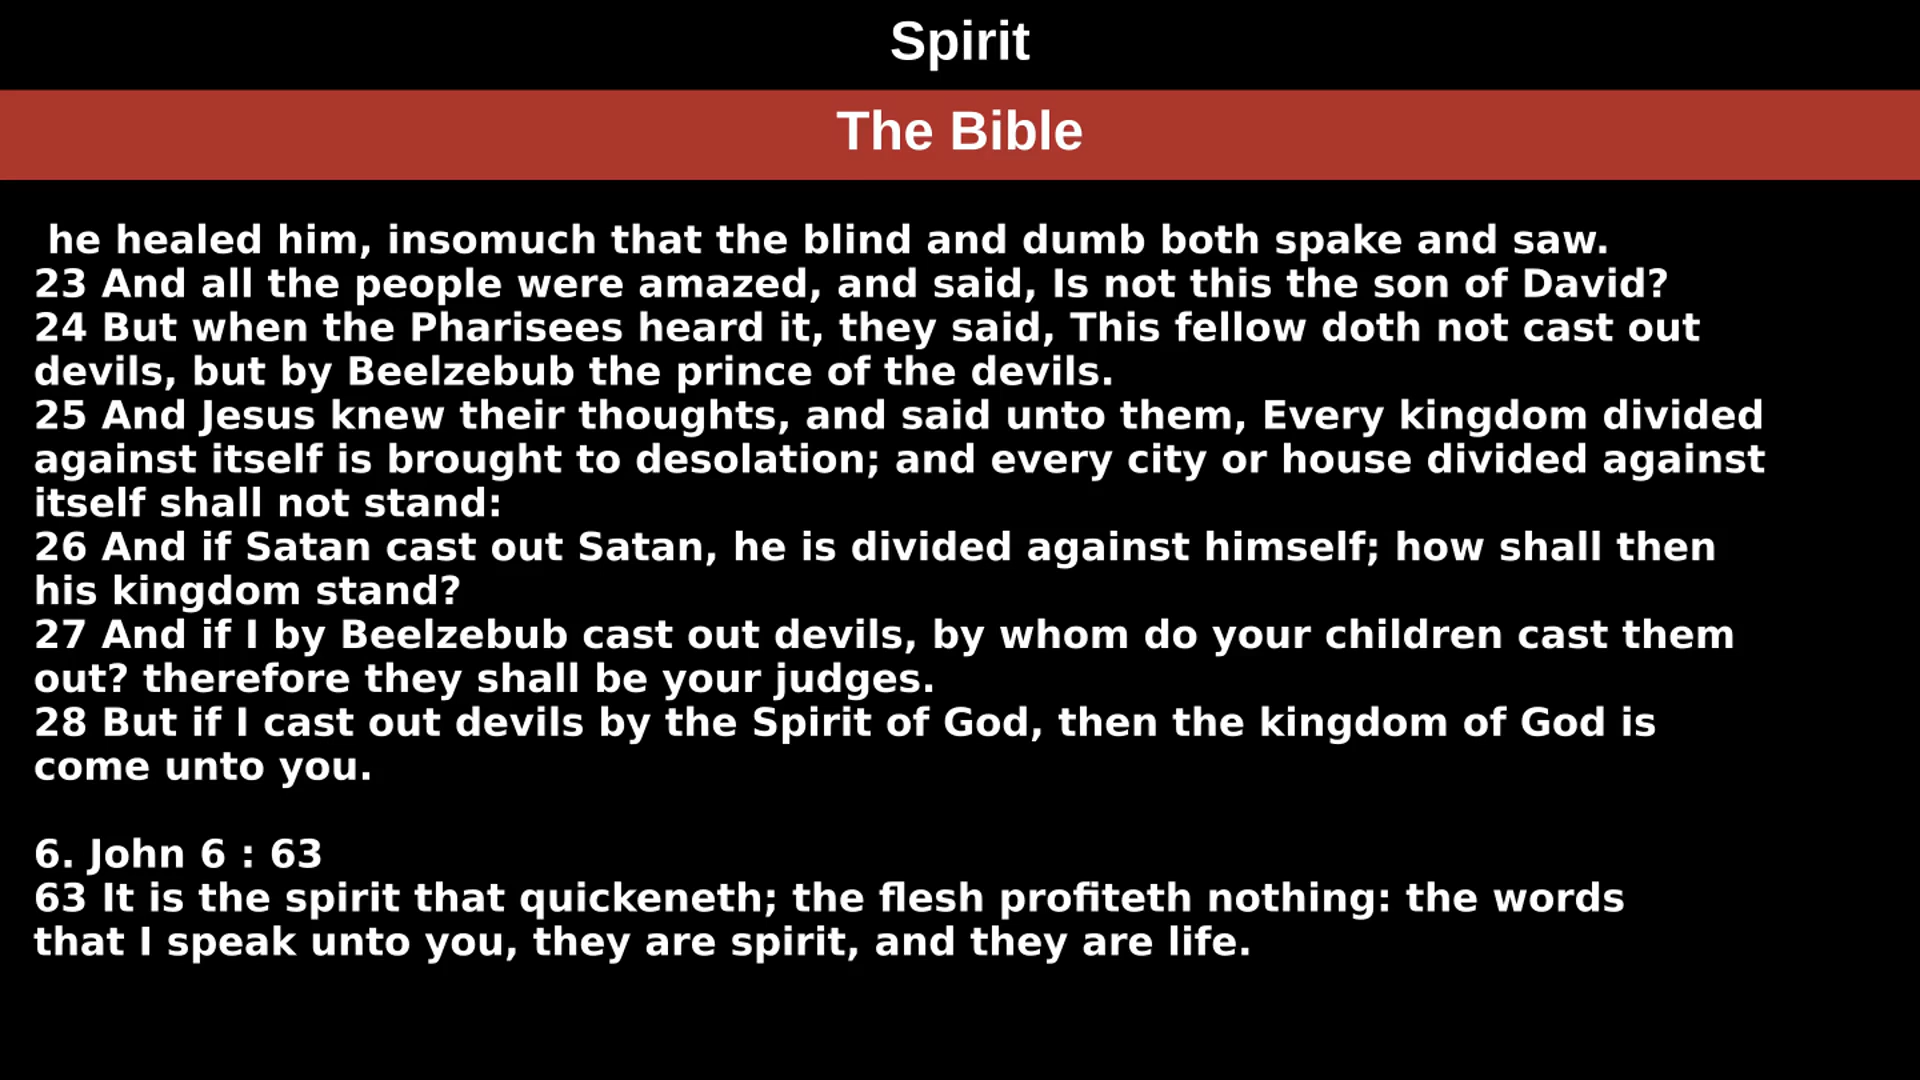 Spirit
The Bible
he healed him, insomuch that the blind and dumb both spake and saw.
23 And all the people were amazed, and said, Is not this the son of David?
24 But when the Pharisees heard it, they said, This fellow doth not cast out
devils, but by Beelzebub the prince of the devils.
25 And Jesus knew their thoughts, and said unto them, Every kingdom divided
against itself is brought to desolation; and every city or house divided against
itself shall not stand:
26 And if Satan cast out Satan, he is divided against himself; how shall then
his kingdom stand?
27 And if I by Beelzebub cast out devils, by whom do your children cast them
out? therefore they shall be your judges.
28 But if I cast out devils by the Spirit of God, then the kingdom of God is
come unto you.
6. John 6 : 63
63 It is the spirit that quickeneth; the flesh profiteth nothing: the words
that I speak unto you, they are spirit, and they are life.